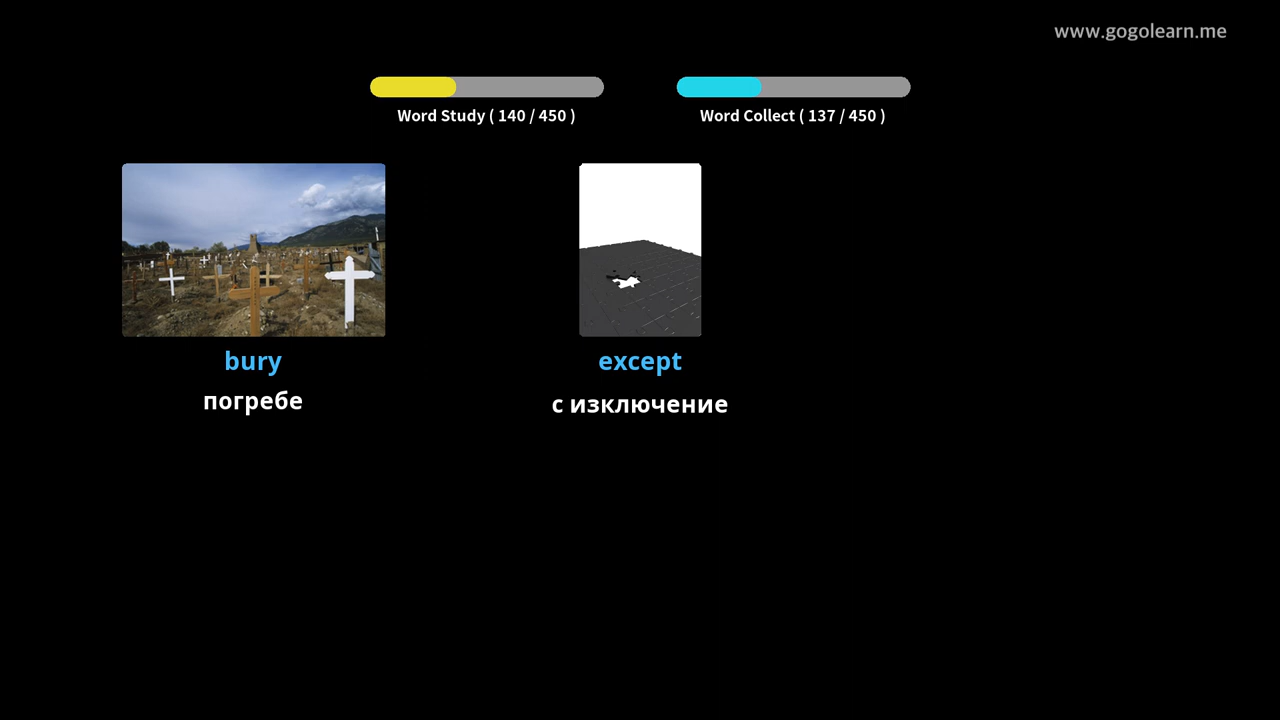 www.gogolearn.me
Word Study ( 140 / 450 )
Word Collect ( 137 / 450 )
bury
погребе
except
с изключение